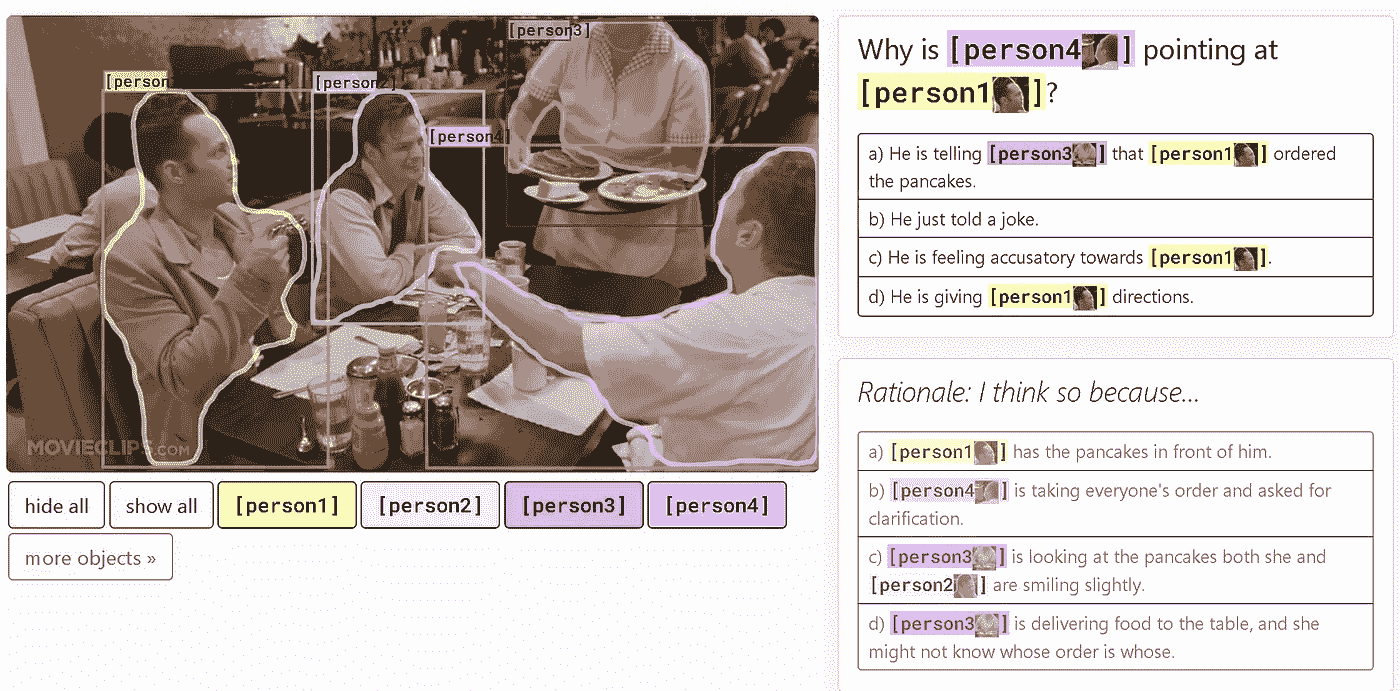 [person
[person2]
[person3]
[person4]
MOVIECLIPS.COM
hide all
show all
[person1]
[person2]
[person3]
[person4]
more objects »
Why is [person4 ] pointing at
[person1 ]?
a) He is telling [person3 ] that [person1 ] ordered
the pancakes.
b) He just told a joke.
c) He is feeling accusatory towards [person1 ].
d) He is giving [person1 ] directions.
Rationale: I think so because...
a) [person1 ] has the pancakes in front of him.
b) [person4 ] is taking everyone's order and asked for
clarification.
c) [person3 ] is looking at the pancakes both she and
[person2 ] are smiling slightly.
d) [person3 ] is delivering food to the table, and she
might not know whose order is whose.